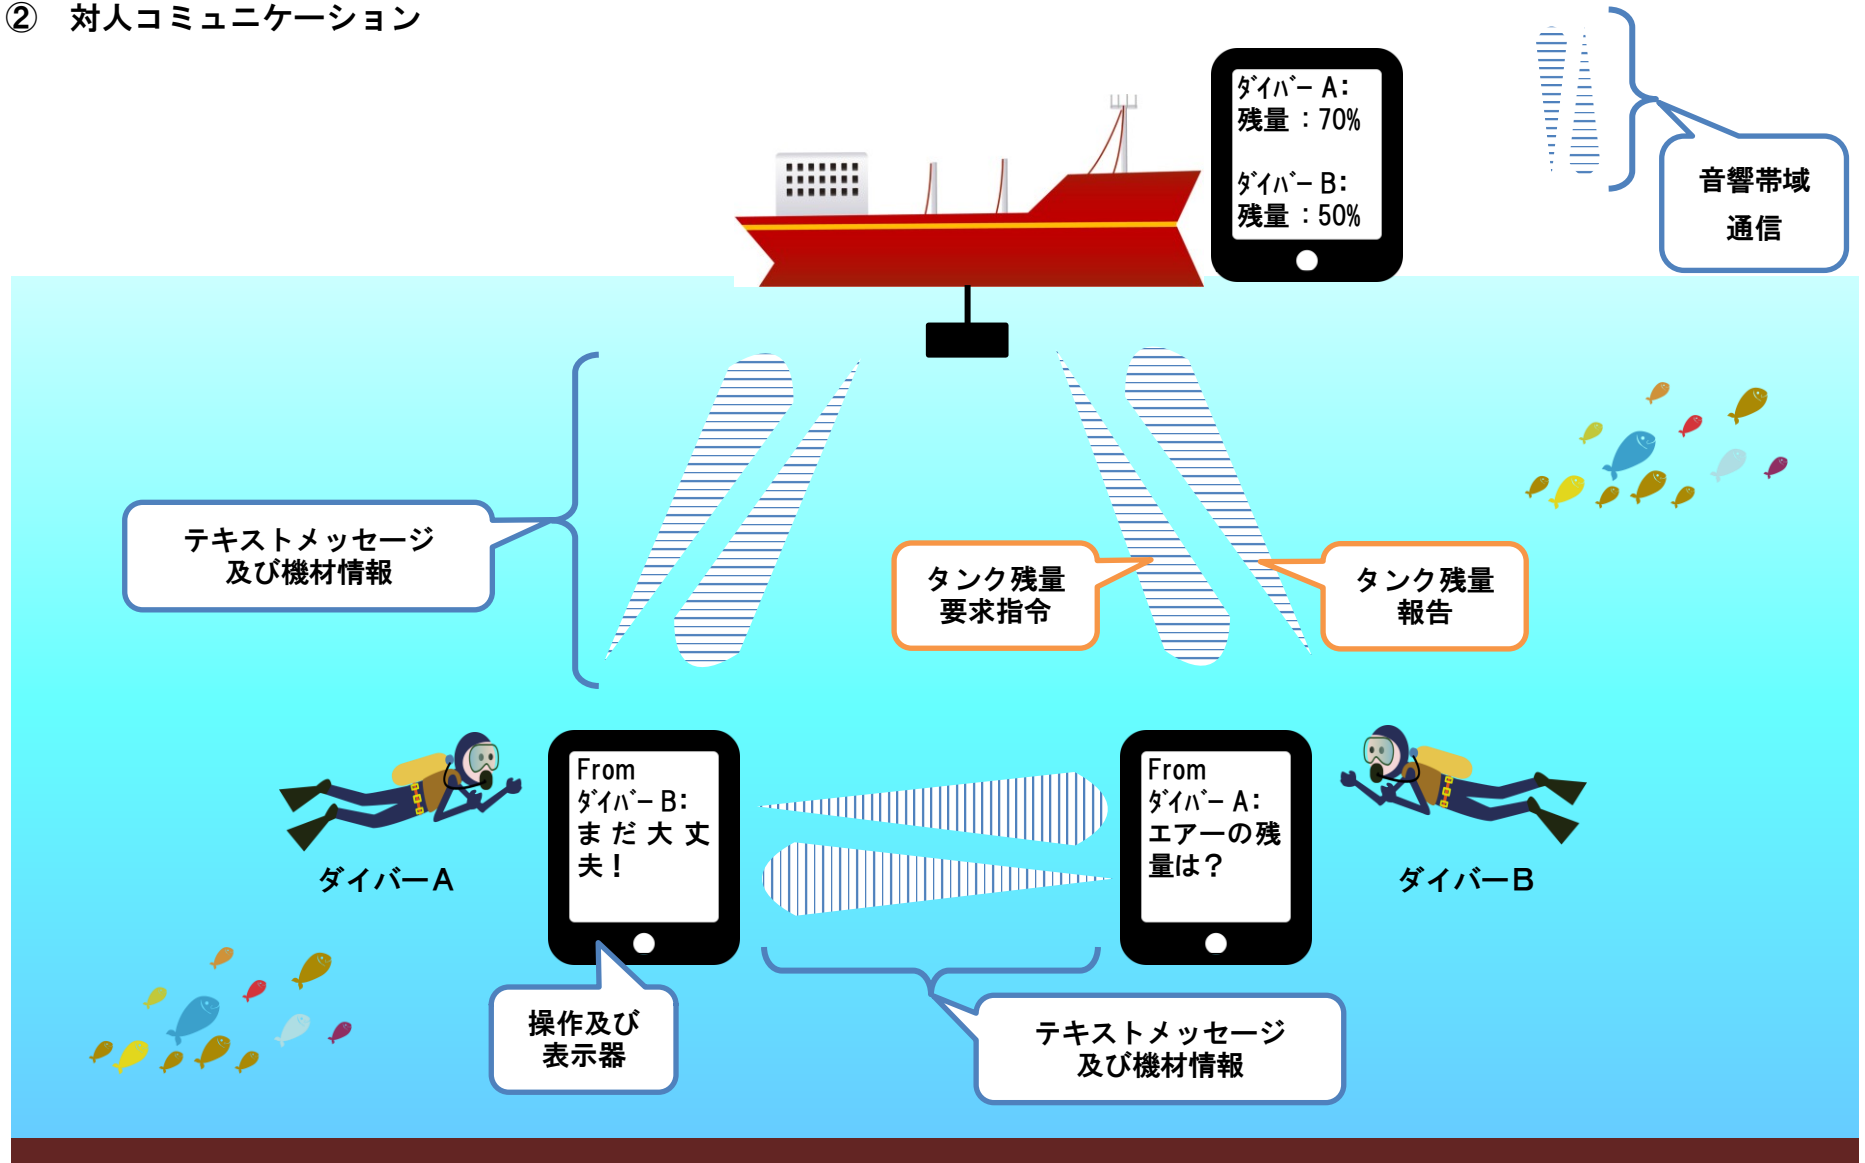 ② 対人コミュニケーション
ﾀﾞｲﾊﾞｰ A：
残量：70%
ﾀﾞｲﾊﾞｰ B：
残量：50%
音響帯域
通信
テキストメッセージ
及び機材情報
タンク残量
要求指令
タンク残量
報告
From
ﾀﾞｲﾊﾞｰ B：
まだ大丈
夫！
From
ﾀﾞｲﾊﾞｰ A：
エアーの残
量は？
ダイバーA
ダイバーB
操作及び
表示器
テキストメッセージ
及び機材情報